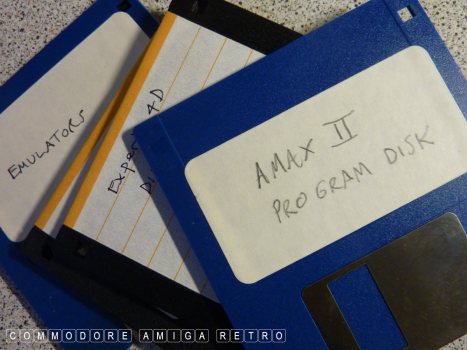 EMULATORS
AMAX II
PROGRAM DISK
COMMODORE AMIGA RETRO